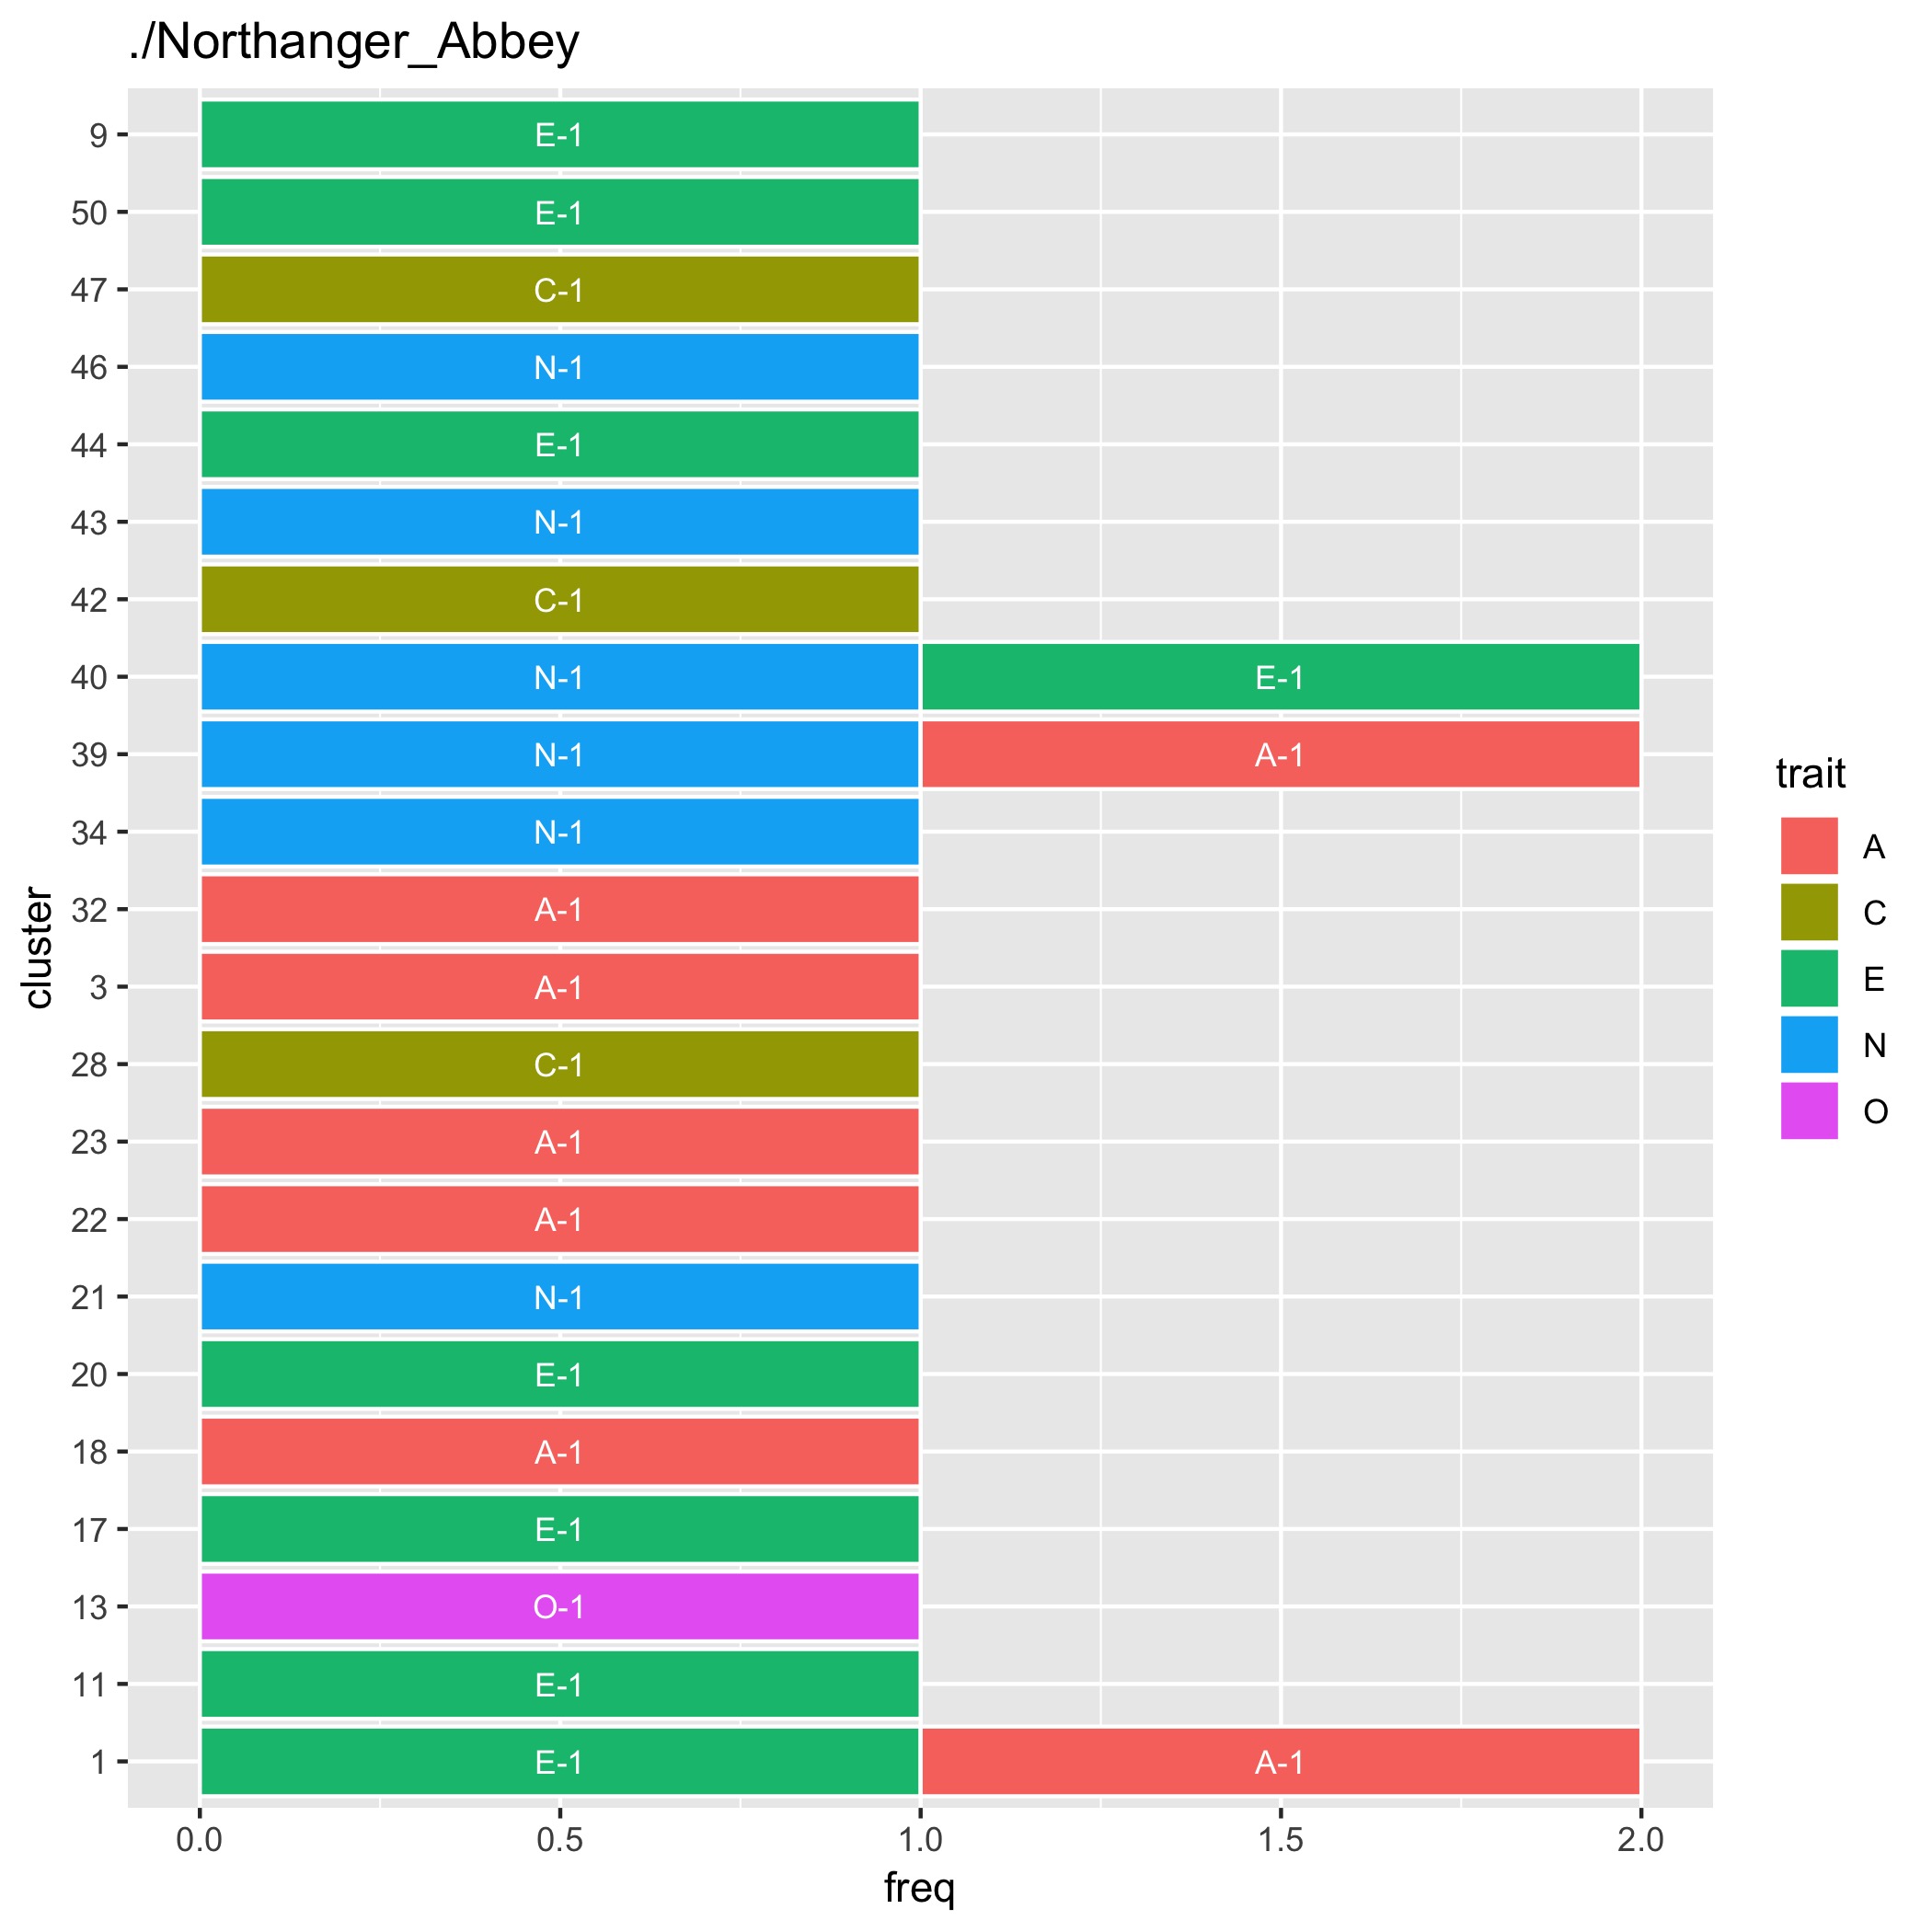 ./Northanger_Abbey
9 E-1
50 E-1
47 C-1
46 N-1
44 E-1
43 N-1
42 C-1
40 N-1 E-1
39 N-1 A-1
34 N-1
32 A-1
3 A-1
28 C-1
23 A-1
22 A-1
21 N-1
20 E-1
18 A-1
17 E-1
13 O-1
11 E-1
1 E-1 A-1
0.0 0.5 1.0 1.5 2.0
freq
cluster
trait
A
C
E
N
O